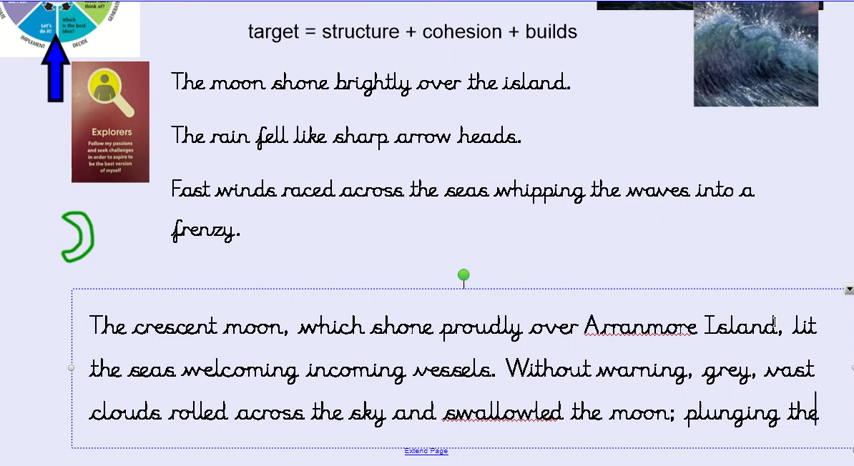 Let's do it!
Which is the best idea?
think of?
IMPLEMENT
DECIDE
target = structure + cohesion + builds
The moon shone brightly over the island.
Explorers
Follow my passions
and seek challenges
in order to aspire to
be the best version
of myself
The rain fell like sharp arrow heads.
Fast winds raced across the seas whipping the waves into a
frenzy.
The crescent moon, which shone proudly over Arranmore Island, lit
the seas welcoming incoming vessels. Without warning, grey, vast
clouds rolled across the sky and swallowled the moon; plunging the
Extend Page